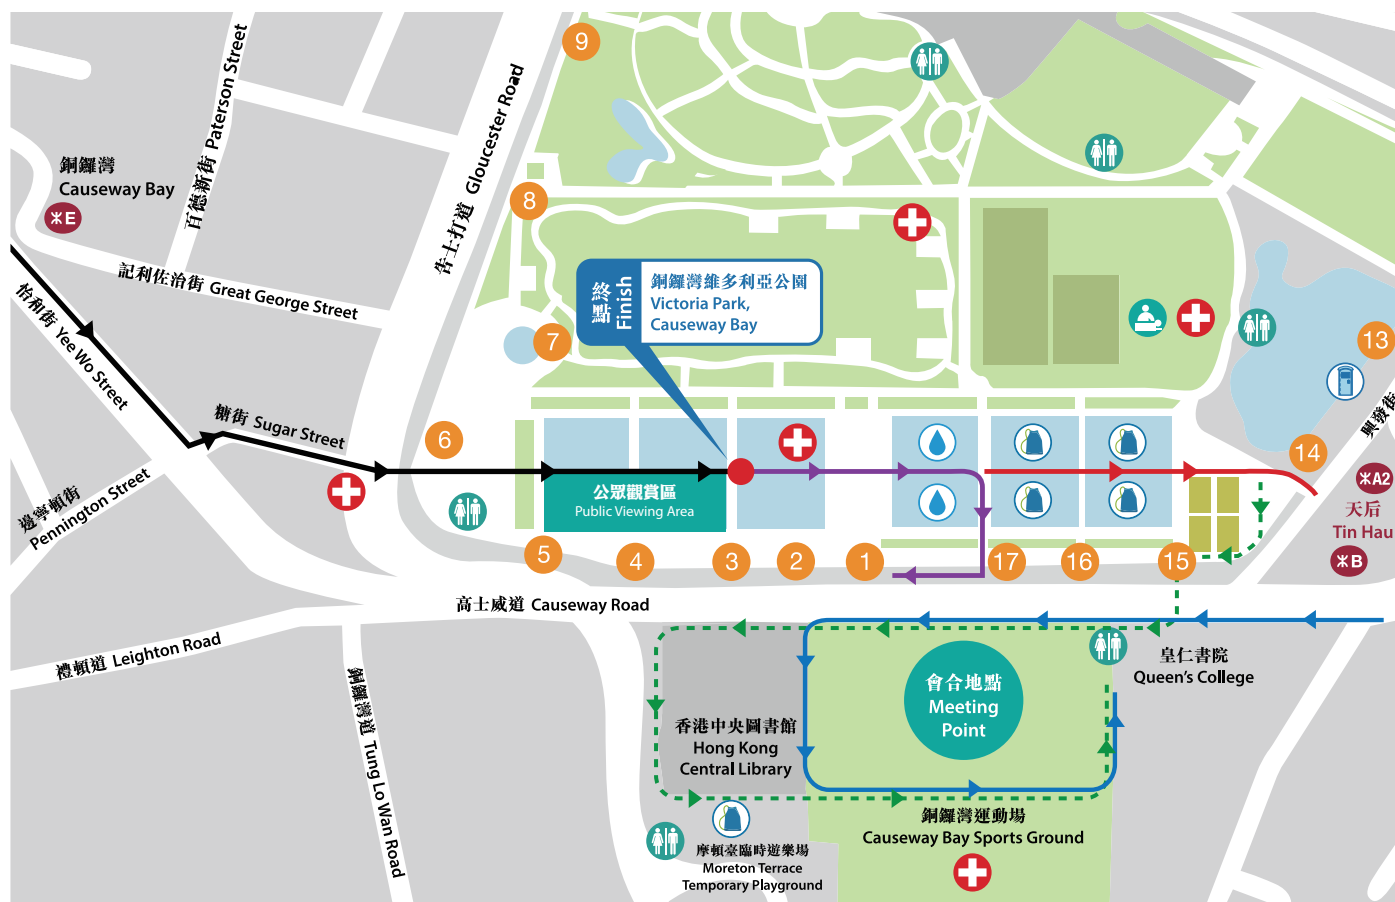 9
百德新街 Paterson Street
告士打道 Gloucester Road
銅鑼灣
Causeway Bay
E
8
記利佐治街 Great George Street
怡和街 Yee Wo Street
終點
Finish
銅鑼灣維多利亞公園
Victoria Park,
Causeway Bay
7
13
興發街
糖街 Sugar Street
6
14
A2
天后
Tin Hau
B
邊寧頓街
Pennington Street
公眾觀賞區
Public Viewing Area
5
4
3
2
1
17
16
15
高士威道 Causeway Road
禮頓道 Leighton Road
銅鑼灣道 Tung Lo Wan Road
皇仁書院
Queen's College
會合地點
Meeting
Point
香港中央圖書館
Hong Kong
Central Library
銅鑼灣運動場
Causeway Bay Sports Ground
摩頓臺臨時遊樂場
Moreton Terrace
Temporary Playground